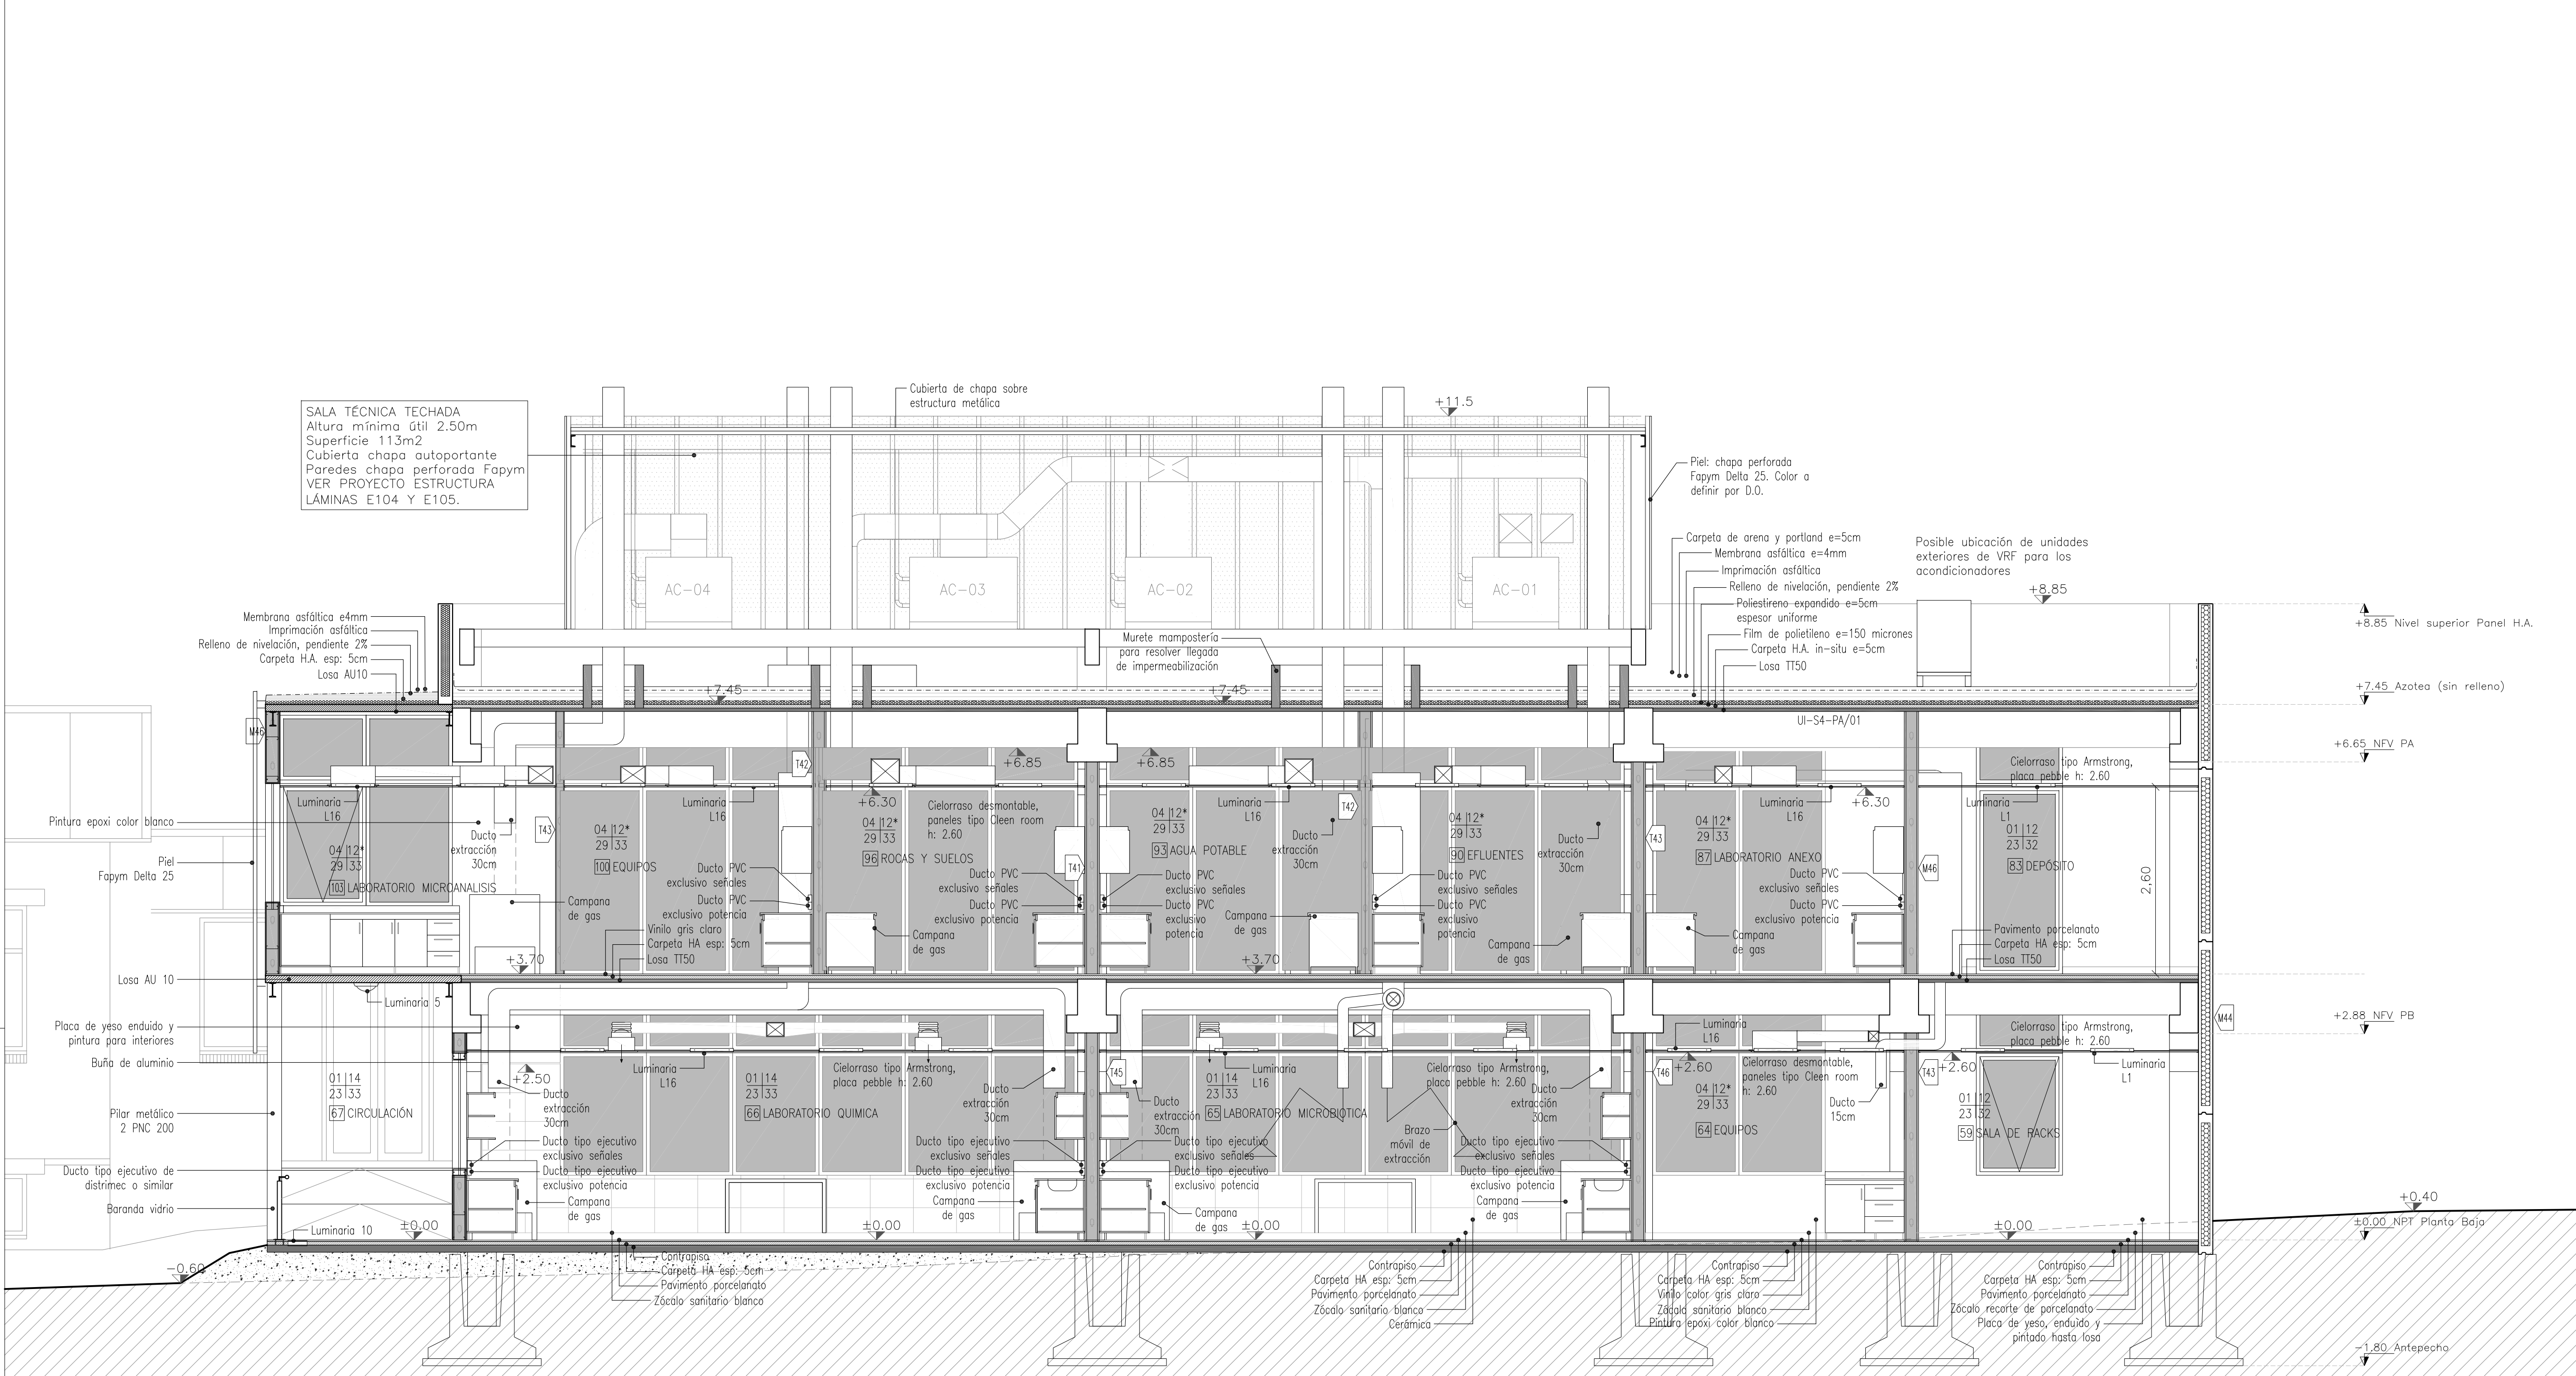 SALA TÉCNICA TECHADA
Altura mínima útil 2.50m
Superficie 113m2
Cubierta chapa autoportante
Paredes chapa perforada Fapym
VER PROYECTO ESTRUCTURA
LÁMINAS E104 Y E105.
Cubierta de chapa sobre
estructura metálica
+11.5
Piel: chapa perforada
Fapym Delta 25. Color a
definir por D.O.
AC-04
AC-03
AC-02
AC-01
Carpeta de arena y portland e=5cm
Membrana asfáltica e=4mm
Imprimación asfáltica
Relleno de nivelación, pendiente 2%
Poliestireno expandido e=5cm
espesor uniforme
Film de polietileno e=150 micrones
Carpeta H.A. in-situ e=5cm
Losa TT50
Posible ubicación de unidades
exteriores de VRF para los
acondicionadores
+8.85
+8.85 Nivel superior Panel H.A.
Membrana asfáltica e4mm
Imprimación asfáltica
Relleno de nivelación, pendiente 2%
Carpeta H.A. esp: 5cm
Losa AU10
Murete mampostería
para resolver llegada
de impermeabilización
+7.45
+7.45
+7.45 Azotea (sin relleno)
UI-S4-PA/01
+6.65 NFV PA
M46
T42
+6.85
+6.85
Cielorraso tipo Armstrong,
placa pebble h: 2.60
Luminaria
L16
Luminaria
L16
+6.30
Cielorraso desmontable,
paneles tipo Cleen room
h: 2.60
Luminaria
L16
T42
Luminaria
L16
+6.30
Luminaria
L1
Pintura epoxi color blanco
Ducto
extracción
30cm
T43
04 12*
29 33
100 EQUIPOS
04 12*
29 33
96 ROCAS Y SUELOS
04 12*
29 33
93 AGUA POTABLE
Ducto
extracción
30cm
04 12*
29 33
90 EFLUENTES
Ducto
extracción
30cm
T43
04 12*
29 33
87 LABORATORIO ANEXO
01 12
23 32
83 DEPÓSITO
Piel
Fapym Delta 25
04 12*
29 33
103 LABORATORIO MICROANALISIS
T41
M46
2,60
Ducto PVC
exclusivo señales
Ducto PVC
exclusivo potencia
Ducto PVC
exclusivo señales
Ducto PVC
exclusivo potencia
Ducto PVC
exclusivo señales
Ducto PVC
exclusivo
potencia
Ducto PVC
exclusivo señales
Ducto PVC
exclusivo
potencia
Ducto PVC
exclusivo señales
Ducto PVC
exclusivo potencia
Campana
de gas
Campana
de gas
Campana
de gas
Campana
de gas
Campana
de gas
Vinilo gris claro
Carpeta HA esp: 5cm
Losa TT50
+3.70
+3.70
Pavimento porcelanato
Carpeta HA esp: 5cm
Losa TT50
Losa AU 10
Luminaria 5
Placa de yeso enduido y
pintura para interiores
Buña de aluminio
Pilar metálico
2 PNC 200
Ducto tipo ejecutivo de
distrimec o similar
Baranda vidrio
Luminaria 10
M44
+2.88 NFV PB
Luminaria
L16
Cielorraso tipo Armstrong,
placa pebble h: 2.60
Luminaria
L16
Cielorraso tipo Armstrong,
placa pebble h: 2.60
Luminaria
L16
Cielorraso desmontable,
paneles tipo Cleen room
h: 2.60
Cielorraso tipo Armstrong,
placa pebble h: 2.60
Luminaria
L1
+2.50
T45
T46
+2.60
T43
+2.60
01 14
23 33
67 CIRCULACIÓN
Ducto
extracción
30cm
01 14
23 33
66 LABORATORIO QUIMICA
Ducto
extracción
30cm
Ducto
extracción
30cm
01 14
23 33
65 LABORATORIO MICROBIOTICA
Brazo
móvil de
extracción
Ducto
extracción
30cm
04 12*
29 33
64 EQUIPOS
Ducto
15cm
01 12
23 32
59 SALA DE RACKS
Ducto tipo ejecutivo
exclusivo señales
Ducto tipo ejecutivo
exclusivo potencia
Ducto tipo ejecutivo
exclusivo señales
Ducto tipo ejecutivo
exclusivo potencia
Ducto tipo ejecutivo
exclusivo señales
Ducto tipo ejecutivo
exclusivo potencia
Ducto tipo ejecutivo
exclusivo señales
Ducto tipo ejecutivo
exclusivo potencia
Campana
de gas
Campana
de gas
Campana
de gas
Campana
de gas
±0.00
±0.00
±0.00
±0.00
+0.40
±0.00 NPT Planta Baja
-0.60
Contrapiso
Carpeta HA esp: 5cm
Pavimento porcelanato
Zócalo sanitario blanco
Contrapiso
Carpeta HA esp: 5cm
Pavimento porcelanato
Zócalo sanitario blanco
Cerámica
Contrapiso
Carpeta HA esp: 5cm
Vinilo color gris claro
Zócalo sanitario blanco
Pintura epoxi color blanco
Contrapiso
Carpeta HA esp: 5cm
Pavimento porcelanato
Zócalo recorte de porcelanato
Placa de yeso, enduido y
pintado hasta losa
-1.80 Antepecho